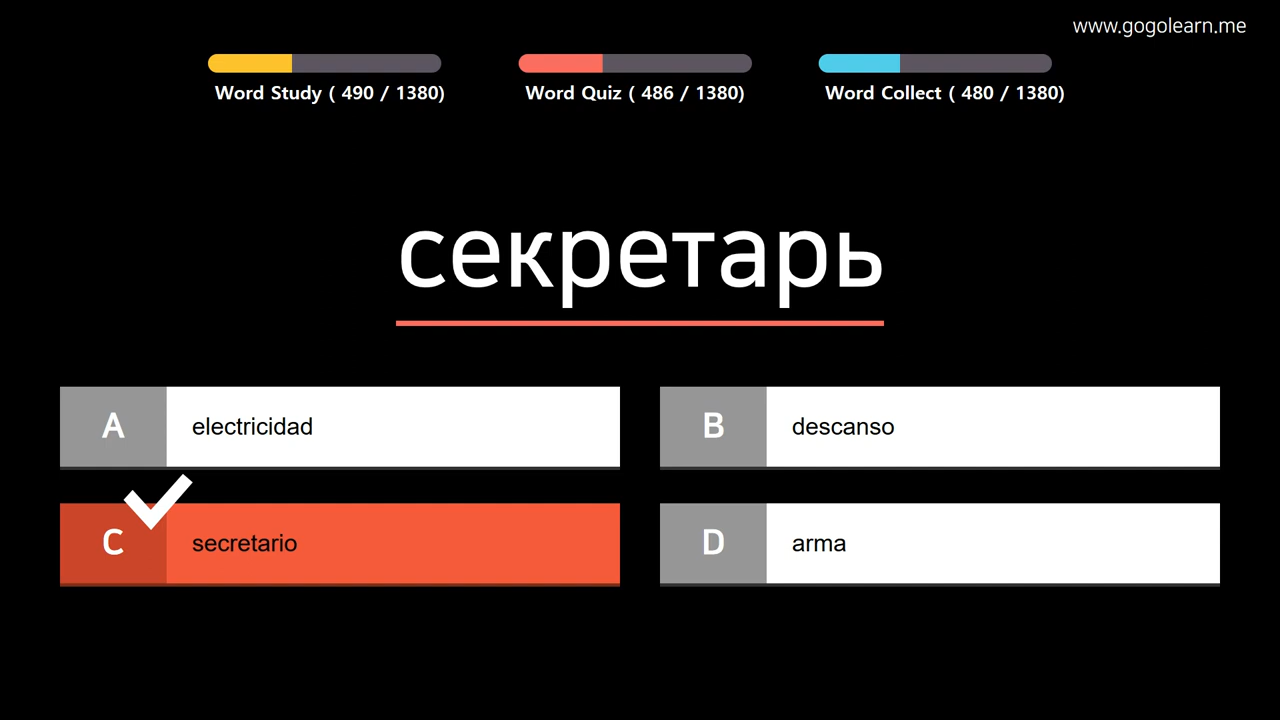 www.gogolearn.me
Word Study ( 490 / 1380)
Word Quiz ( 486 / 1380)
Word Collect ( 480 / 1380)
секретарь
A electricidad
B descanso
C secretario
D arma